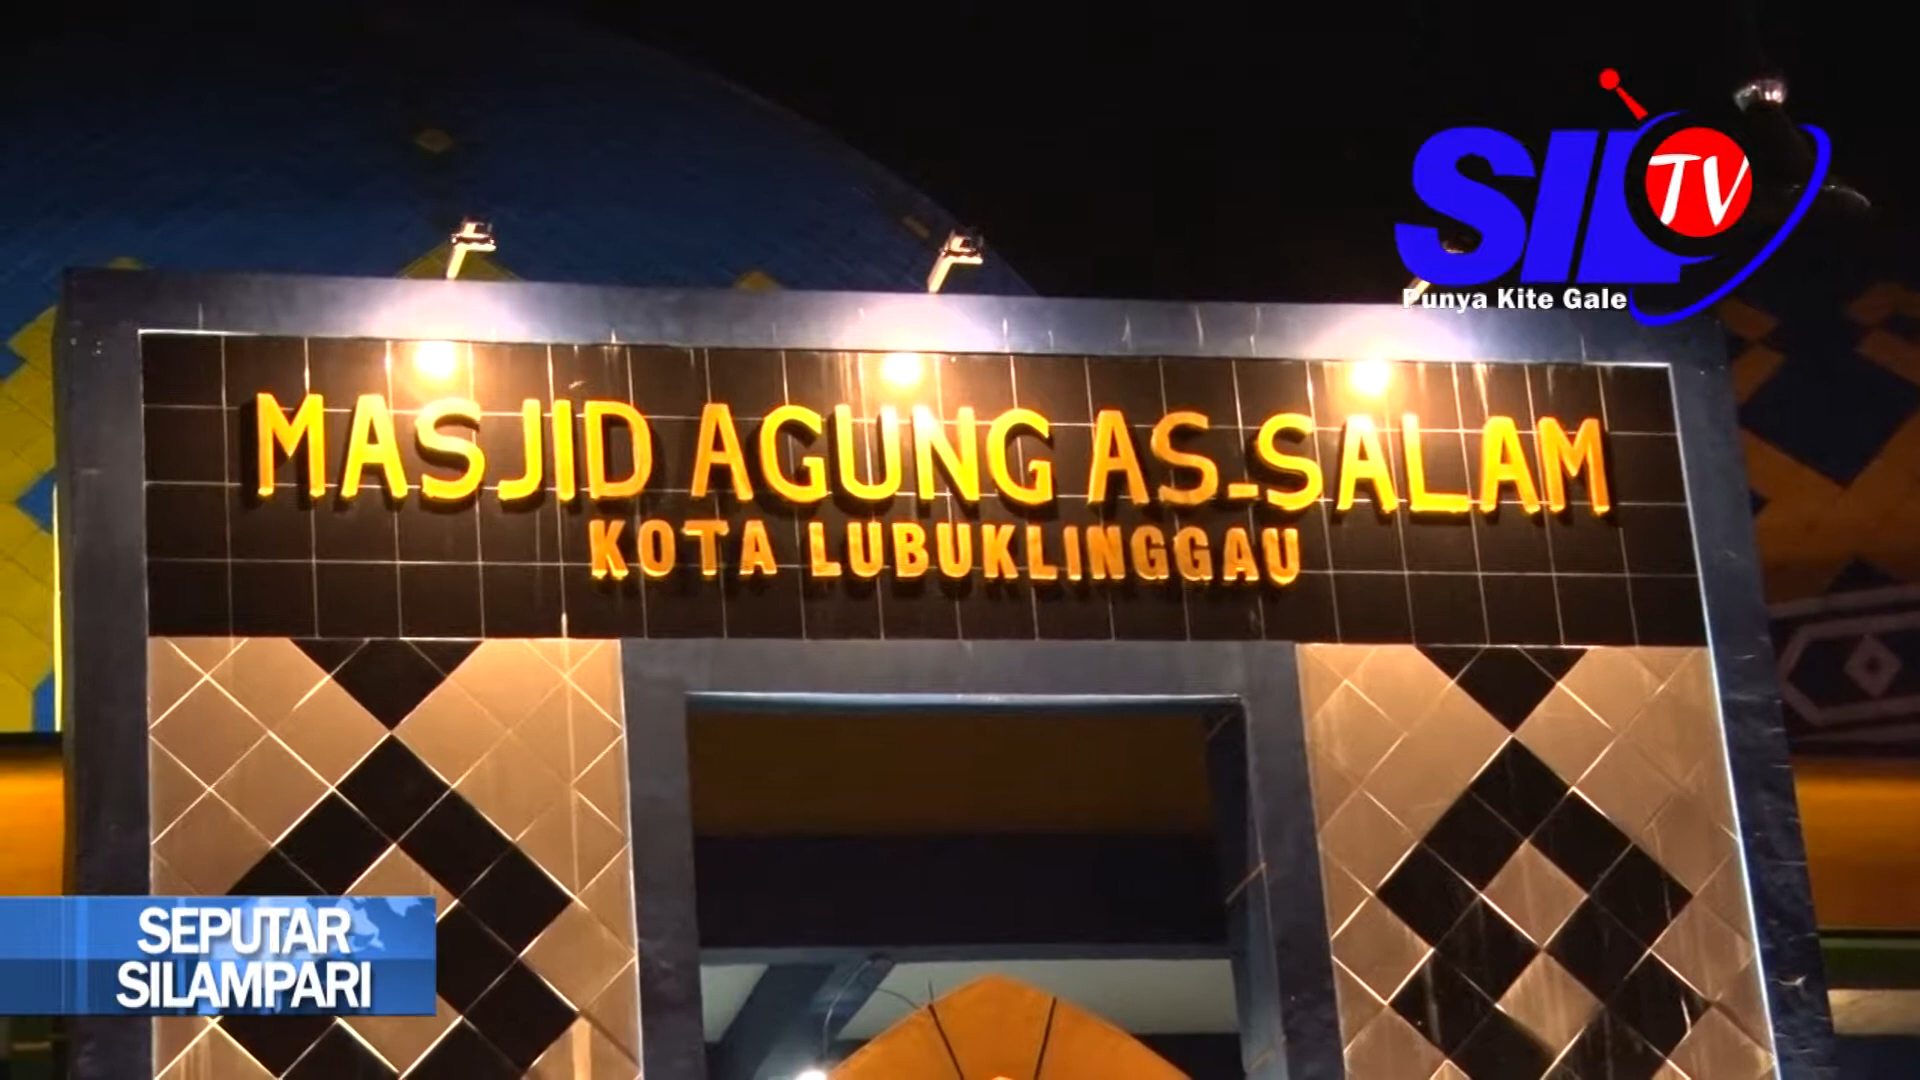 SIL TV
Punya Kite Gale
MASJID AGUNG AS-SALAM
KOTA LUBUKLINGGAU
SEPUTAR
SILAMPARI